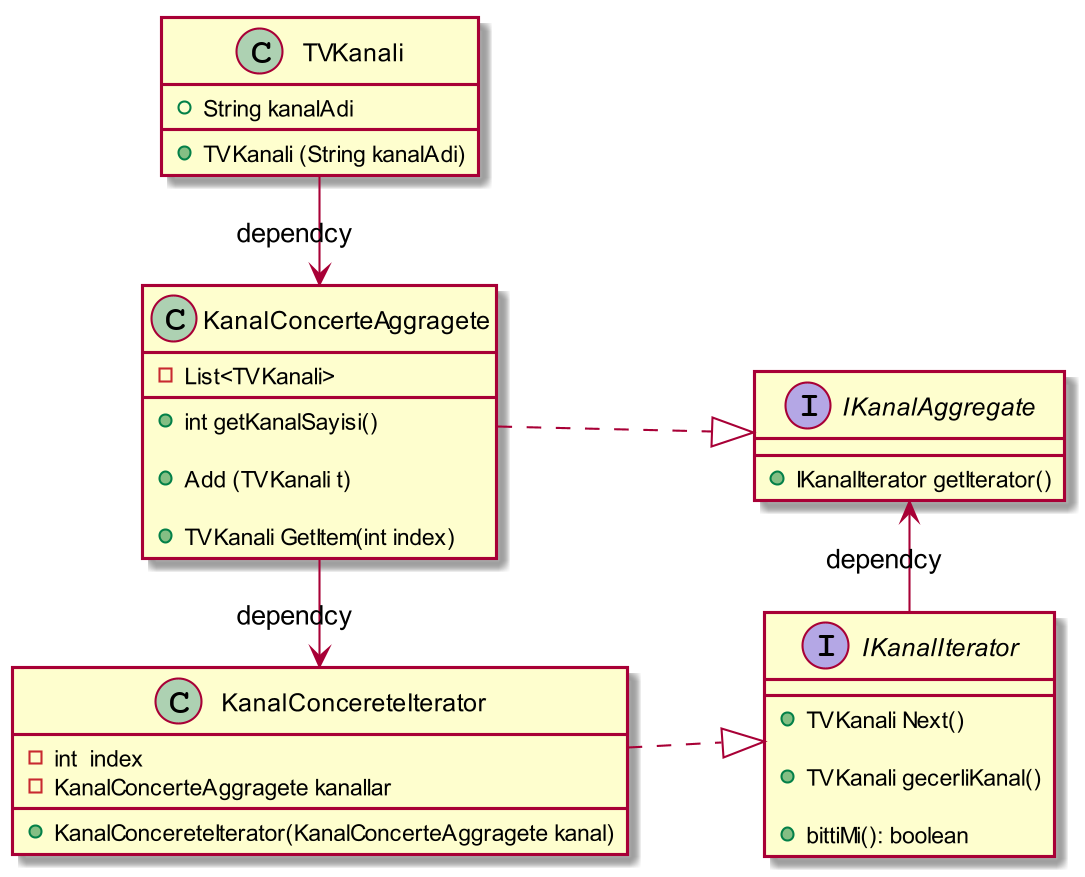 C TVKanali
String kanalAdi
TVKanali (String kanalAdi)
dependcy
C KanalConcerteAggragete
List<TVKanali>
int getKanalSayisi()
Add (TVKanali t)
TVKanali GetItem(int index)
I IKanalAggregate
IKanalIterator getIterator()
dependcy
dependcy
C KanalConcereteIterator
int  index
KanalConcerteAggragete kanallar
KanalConcereteIterator(KanalConcerteAggragete kanal)
I IKanalIterator
TVKanali Next()
TVKanali gecerliKanal()
bittiMi(): boolean